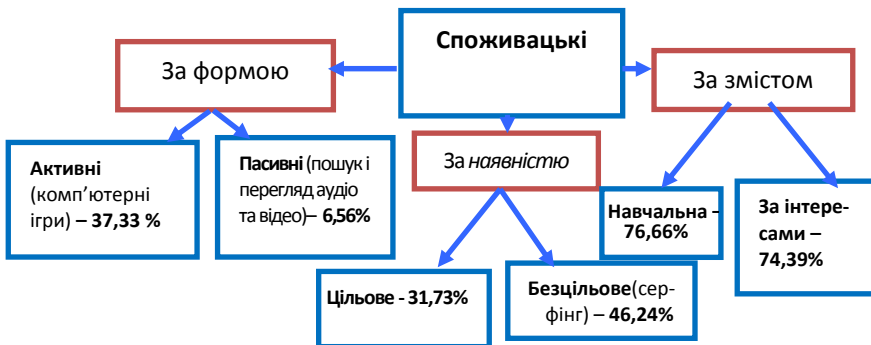 Споживацькі
За формою
За змістом
За наявністю
Активні
(комп’ютерні
ігри) – 37,33 %
Пасивні (пошук і
перегляд аудіо
та відео)– 6,56%
Навчальна –
76,66%
За інтере-
сами –
74,39%
Цільове - 31,73%
Безцільове(сер-
фінг) – 46,24%